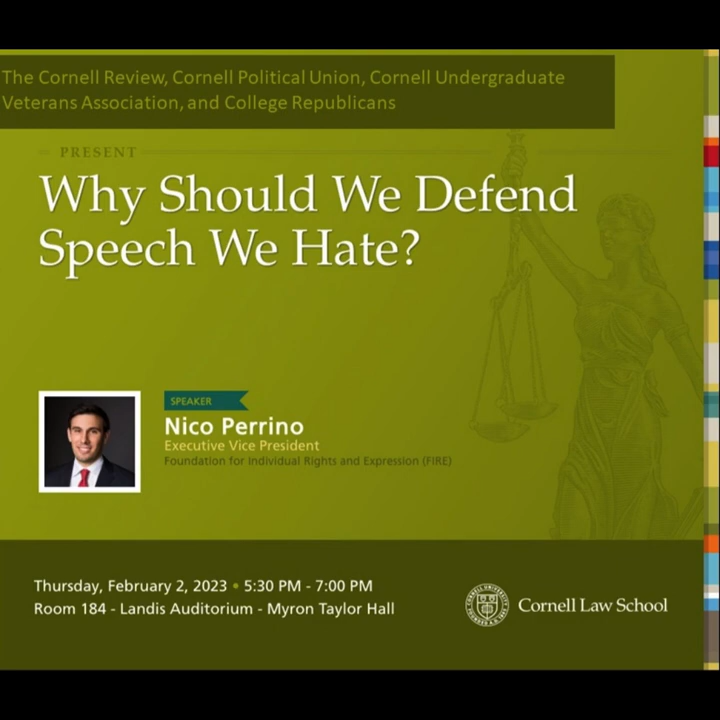 The Cornell Review, Cornell Political Union, Cornell Undergraduate
Veterans Association, and College Republicans
PRESENT
Why Should We Defend
Speech We Hate?
SPEAKER
Nico Perrino
Executive Vice President
Foundation for Individual Rights and Expression (FIRE)
Thursday, February 2, 2023 • 5:30 PM - 7:00 PM
Room 184 - Landis Auditorium - Myron Taylor Hall
Cornell Law School